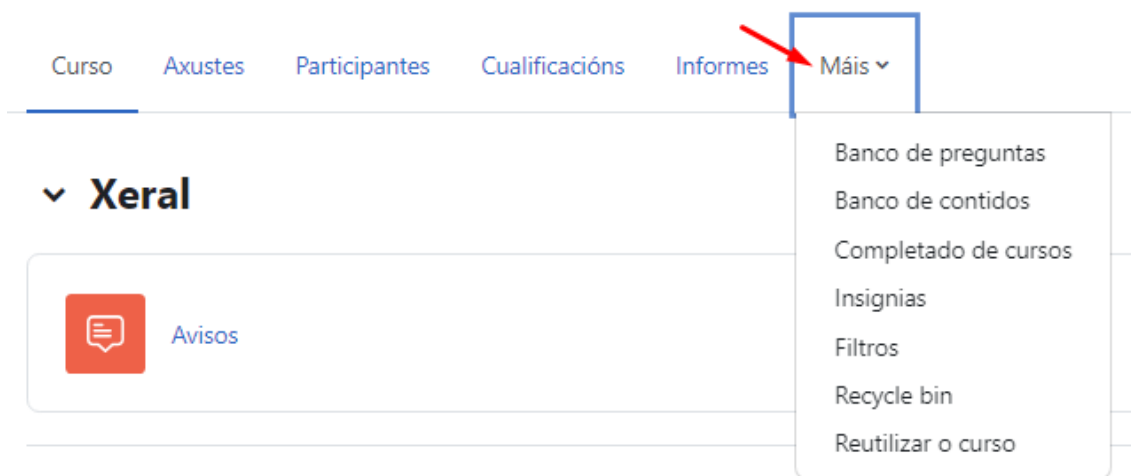 Curso Axustes Participantes Cualificacións Informes Máis
Banco de preguntas
Banco de contidos
Completado de cursos
Insignias
Filtros
Recycle bin
Reutilizar o curso
Xeral
Avisos